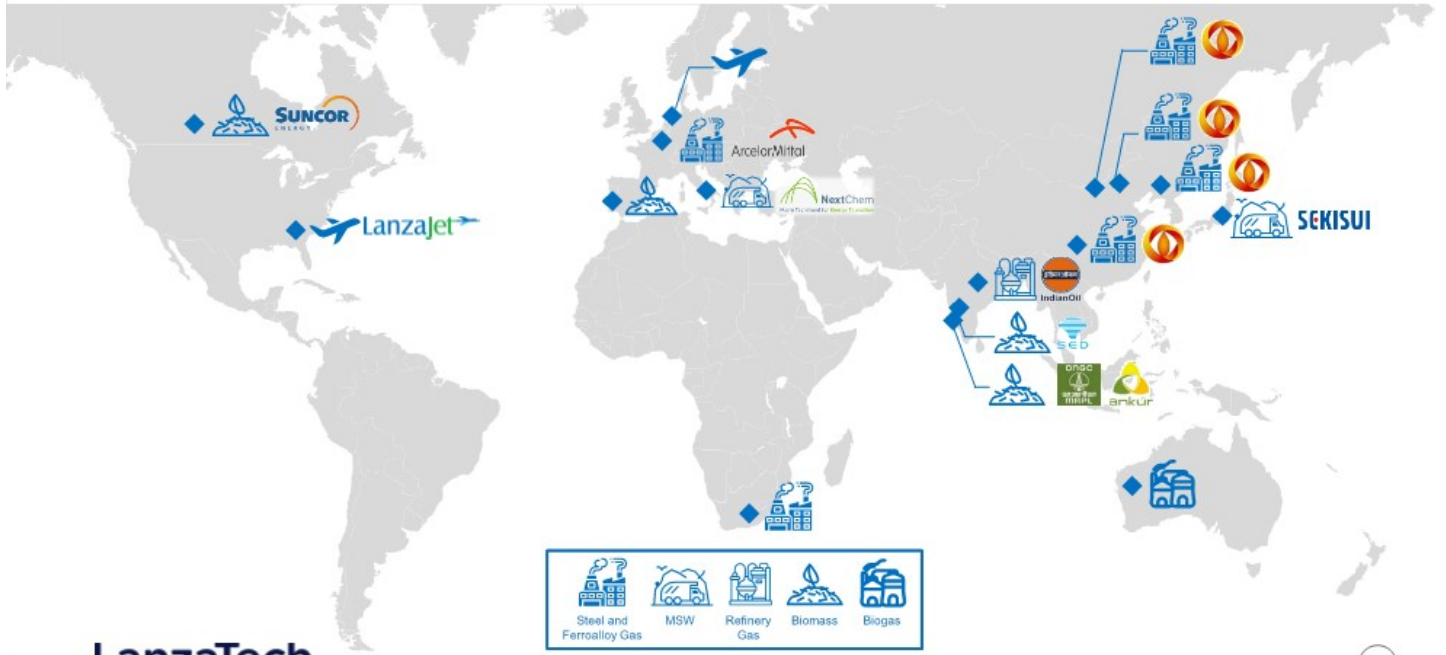 SUNCOR
ENERGY
LanzaJet
ArcelorMittal
NextChem
SEKISUI
IndianOil
SED
ONGC
MRPL
ankur
Steel and
Ferroalloy Gas
MSW
Refinery
Gas
Biomass
Biogas
LanzaTech